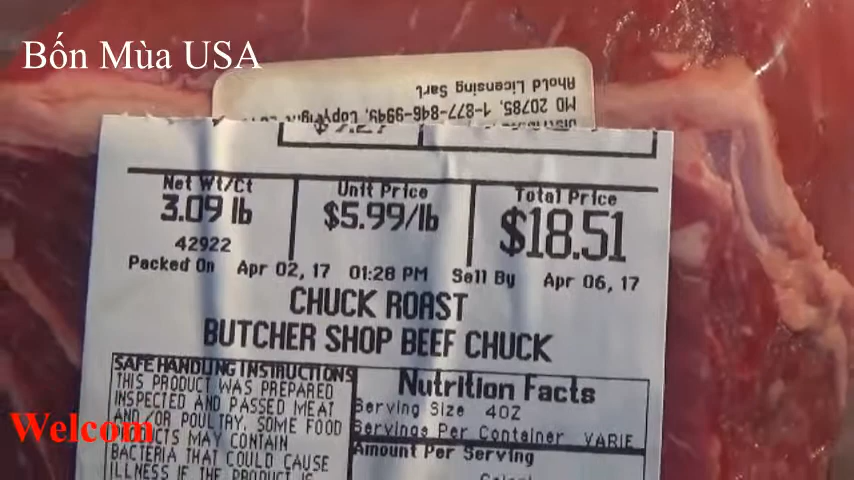 Bốn Mùa USA
Ahold Licensing Sarl
MD 20785, 1-877-846-9949, Copyright
Net Wt/Ct
3.09 lb
Unit Price
$5.99/lb
Total Price
$18.51
42922
Packed On Apr 02, 17 01:28 PM Sell By Apr 06, 17
CHUCK ROAST
BUTCHER SHOP BEEF CHUCK
SAFE HANDLING INSTRUCTIONS
THIS PRODUCT WAS PREPARED
INSPECTED AND PASSED MEAT
AND/OR POULTRY. SOME FOOD
MAY CONTAIN
BACTERIA THAT COULD CAUSE
ILLNESS IF THE PRODUCT IS
Nutrition Facts
Serving Size 4OZ
Servings Per Container VARIE
Amount Per Serving
Welcom